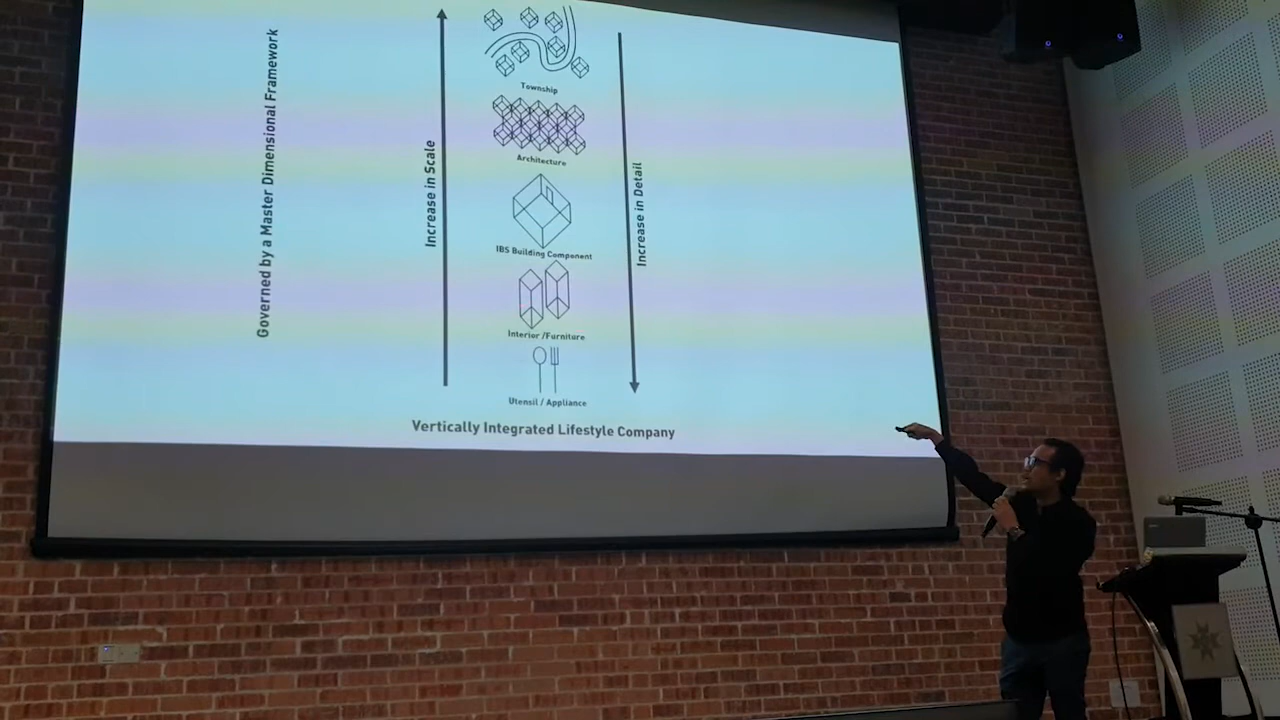 Governed by a Master Dimensional Framework
Increase in Scale
Township
Architecture
IBS Building Component
Interior /Furniture
Utensil / Appliance
Increase in Detail
Vertically Integrated Lifestyle Company